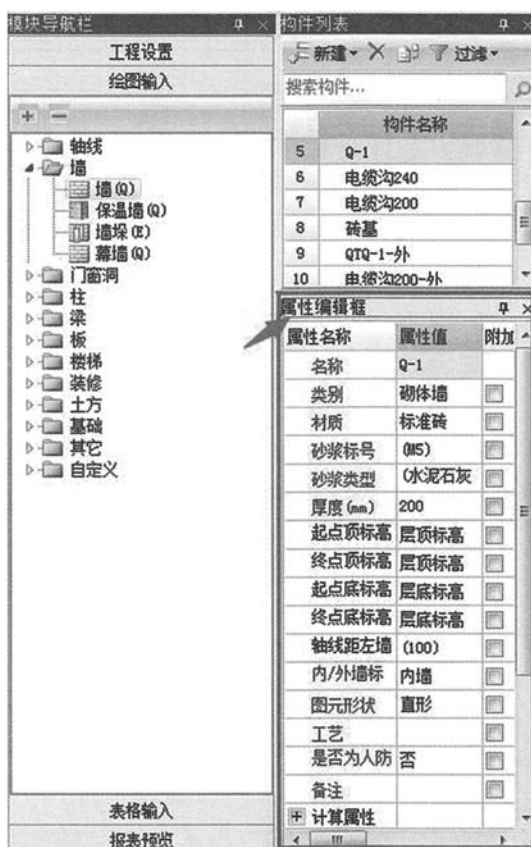 模块导航栏
工程设置
绘图输入
轴线
墙
墙(Q)
保温墙(Q)
墙垛(E)
幕墙(Q)
门窗洞
柱
梁
板
楼梯
装修
土方
基础
其它
自定义
表格输入
报表预览
构件列表
新建 过滤
搜索构件...
构件名称
5 Q-1
6 电缆沟240
7 电缆沟200
8 砖基
9 QTQ-1-外
10 电缆沟200-外
属性编辑框
属性名称 属性值 附加
名称 Q-1
类别 砌体墙
材质 标准砖
砂浆标号 (M5)
砂浆类型 (水泥石灰
厚度(mm) 200
起点顶标高 层顶标高
终点顶标高 层顶标高
起点底标高 层底标高
终点底标高 层底标高
轴线距左墙 (100)
内/外墙标 内墙
图元形状 直形
工艺
是否为人防 否
备注
计算属性